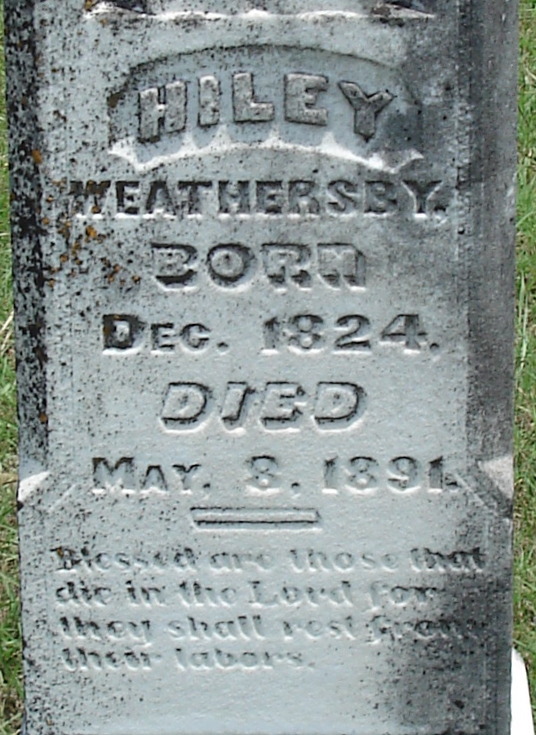 HILEY
WEATHERSBY,
BORN
DEC. 1824.
DIED
MAY, 8, 1891.
Blessed are those that
die in the Lord for
they shall rest from
their labors.